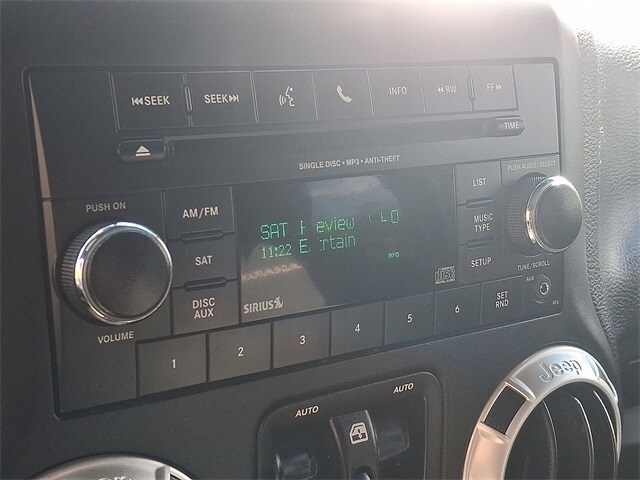 SEEK
SEEK
INFO
RW
FF
TIME
SINGLE DISC • MP3 • ANTI-THEFT
PUSH AUDIO/SELECT
PUSH ON
AM/FM
LIST
SAT
11:22
INFO
MUSIC
TYPE
SAT
SETUP
DISC
AUX
SIRIUS
TUNE/SCROLL
AUX
VOLUME
1
2
3
4
5
6
SET
RND
AUTO
AUTO
Jeep